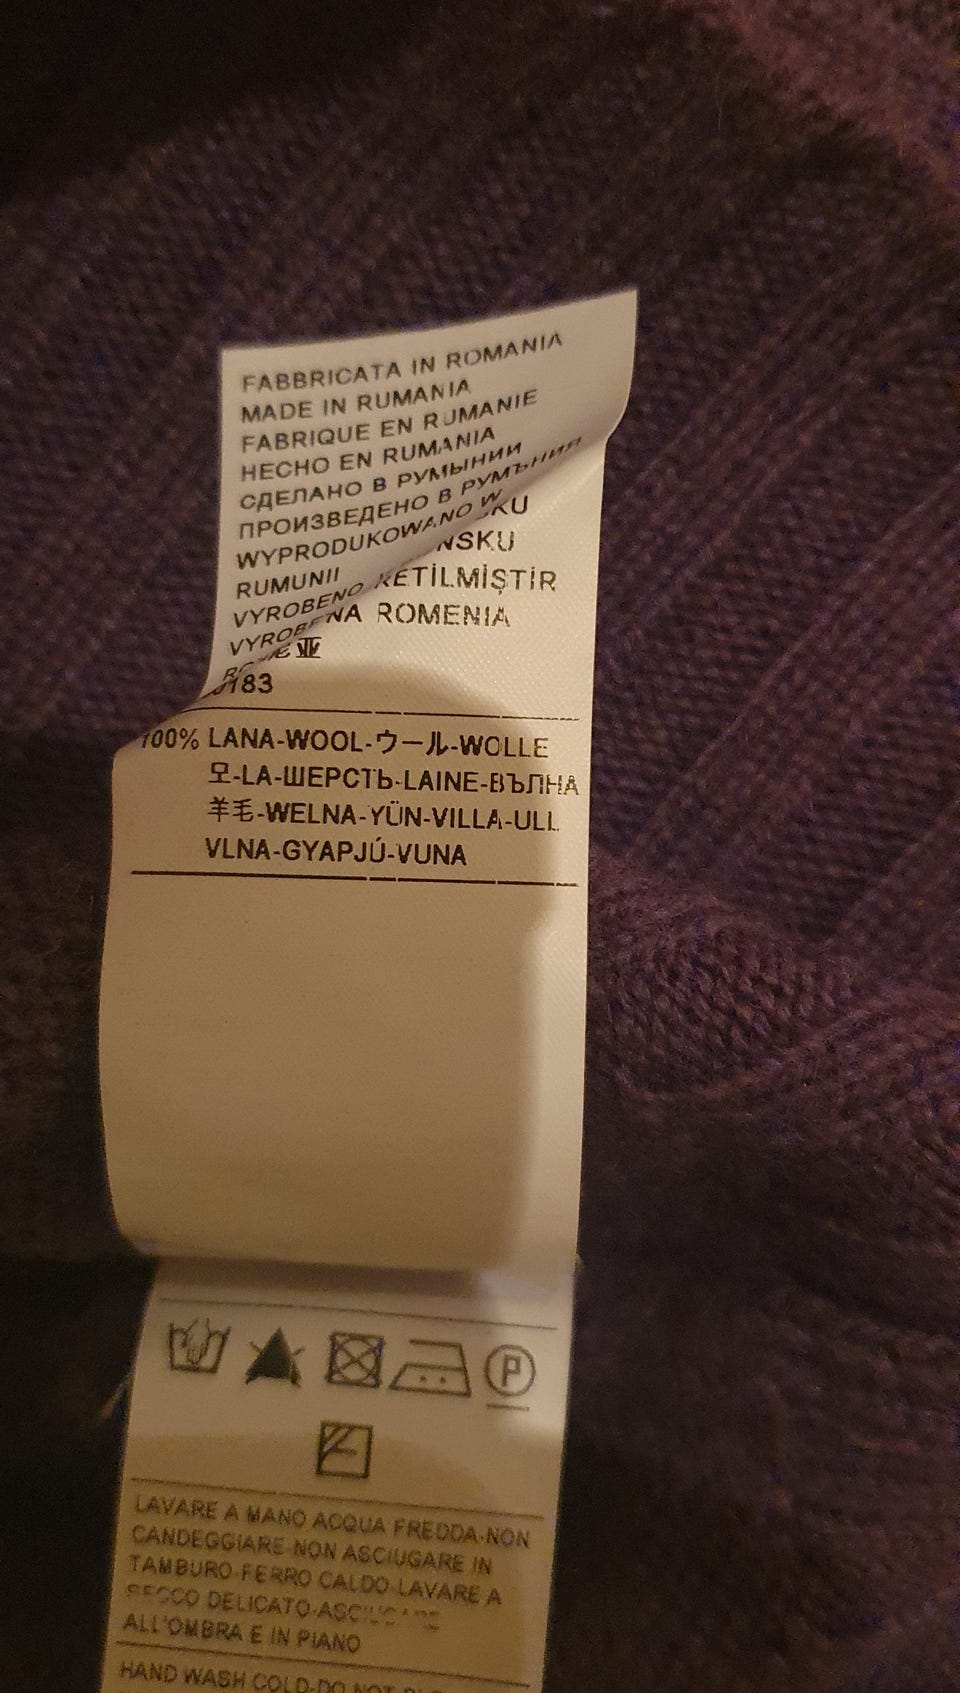 FABBRICATA IN ROMANIA
MADE IN RUMANIA
FABRIQUE EN RUMANIE
HECHO EN RUMANIA
СДЕЛАНО В РУМЫНИИ
ПРОИЗВЕДЕНО В РУМЪНИЯ
WYPRODUKOWANO W
RUMUNII
VYROBENO
NA ROMENIA
100% LANA-WOOL-ウール-WOLLE
모-LA-ШЕРСТЬ-LAINE-ВЪЛНА
羊毛-WELNA-YÜN-VILLA-ULL
VLNA-GYAPJÚ-VUNA
P
LAVARE A MANO ACQUA FREDDA-NON
CANDEGGIARE-NON ASCIUGARE IN
TAMBURO-FERRO CALDO-LAVARE A
SECCO DELICATO-ASCIUGARE
ALL'OMBRA E IN PIANO
HAND WASH COLD-DO NOT